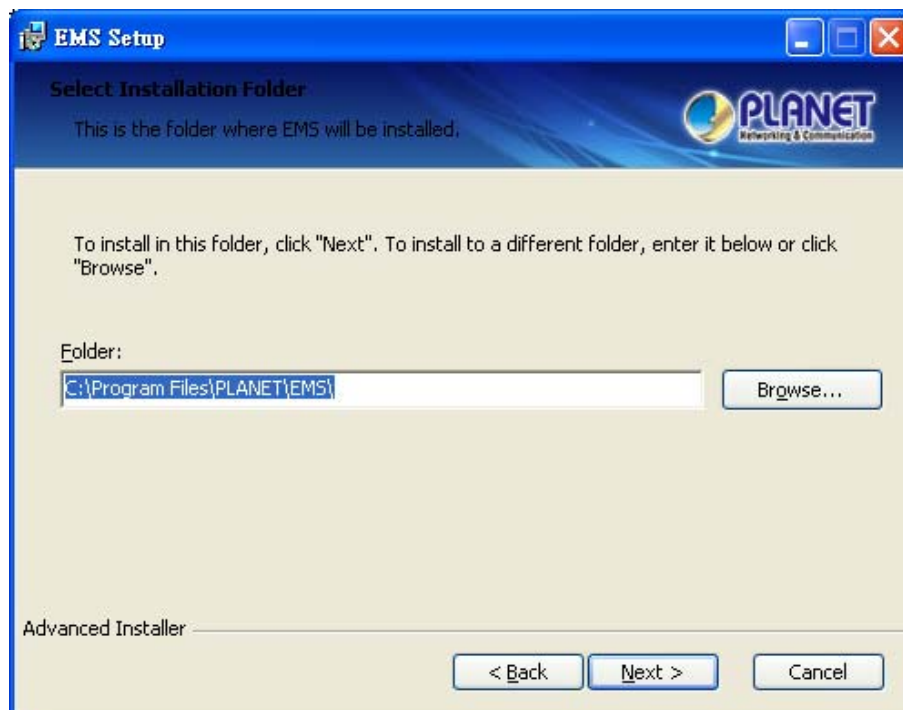 EMS Setup
Select Installation Folder
This is the folder where EMS will be installed.
PLANET
Networking & Communication
To install in this folder, click "Next". To install to a different folder, enter it below or click
"Browse".
Folder:
C:\Program Files\PLANET\EMS\
Browse...
Advanced Installer
< Back
Next >
Cancel